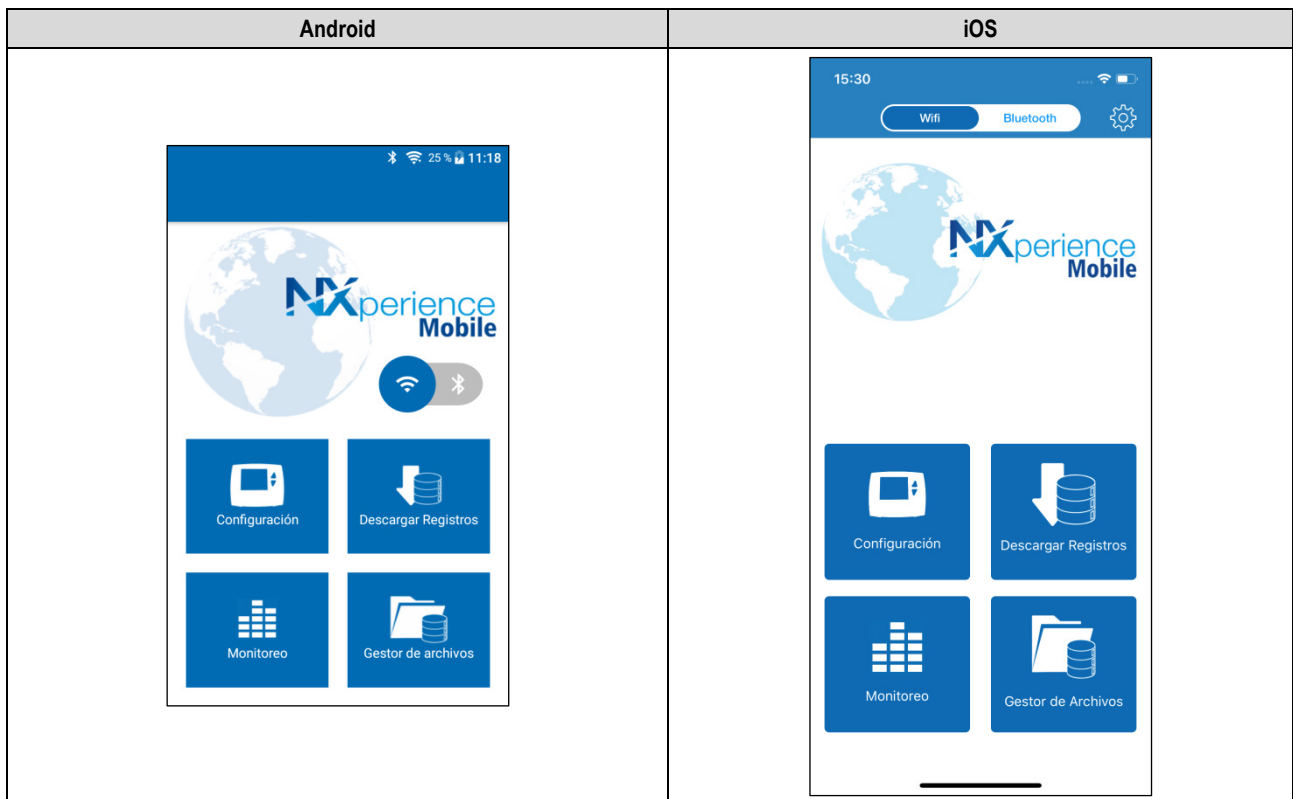 Android
iOS
25 % 11:18
NXperience
Mobile
Configuración
Descargar Registros
Monitoreo
Gestor de archivos
15:30
Wifi
Bluetooth
NXperience
Mobile
Configuración
Descargar Registros
Monitoreo
Gestor de Archivos